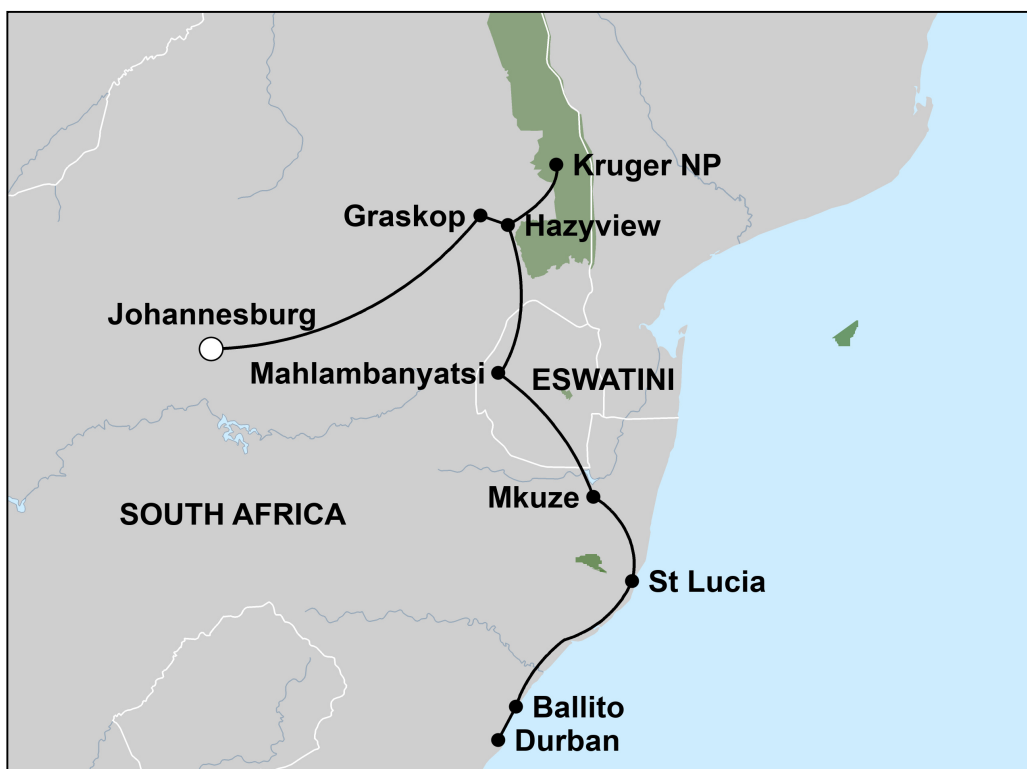 Kruger NP
Graskop
Hazyview
Johannesburg
Mahlambanyatsi
ESWATINI
Mkuze
SOUTH AFRICA
St Lucia
Ballito
Durban